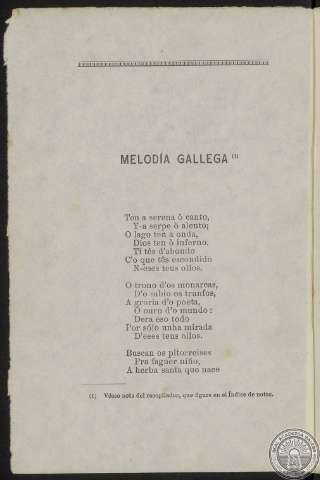 MELODÍA GALLEGA (1)
Ten a serena ô canto,
Y-a serpe ô alento;
O lago ten a onda,
Dios ten ô inferno.
Ti tês d'abondo
C'o que tês escondido
N-eses teus ollos.
O trono d'os monarcas,
D'o sabio os trunfos,
A groria d'o poeta,
O ouro d'o mundo:
Dera eso todo
Por sólo unha mirada
D'eses teus ollos.
Buscan os pitorreises
Pra faguer niño,
A herba santa que nace
(1) Véase nota del recopilador, que figura en el Índice de notas.